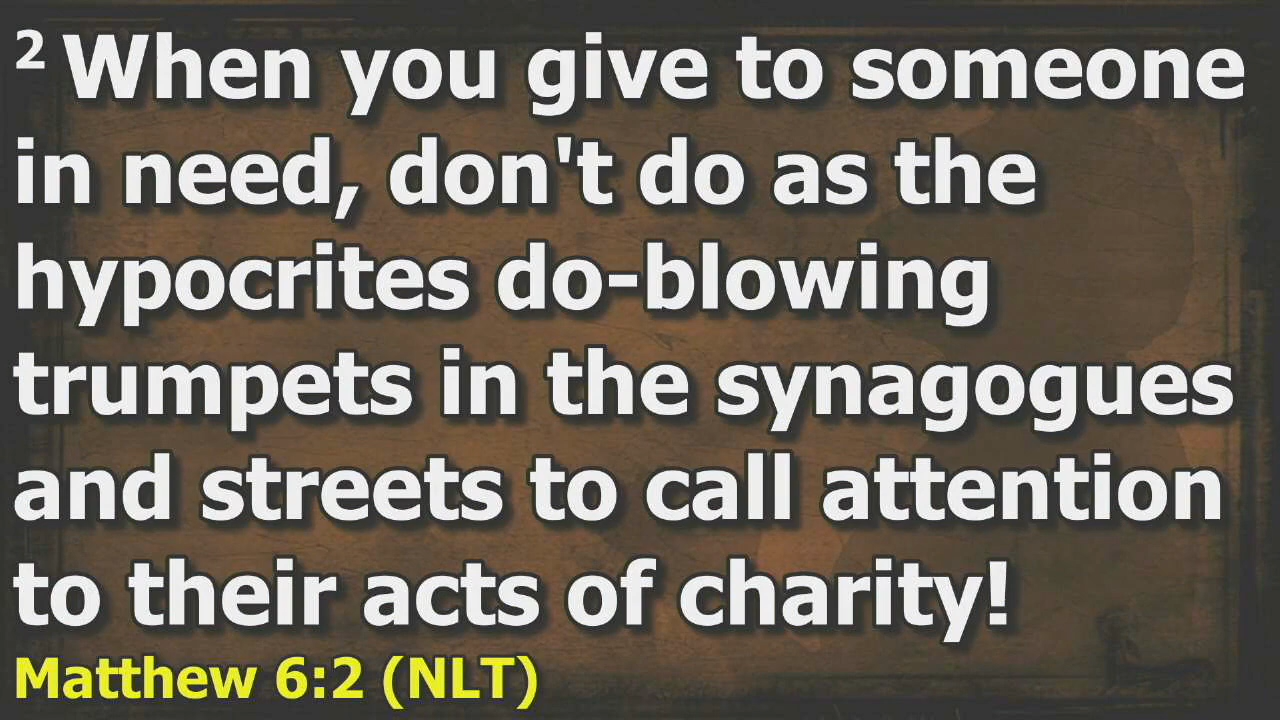 2 When you give to someone
in need, don't do as the
hypocrites do-blowing
trumpets in the synagogues
and streets to call attention
to their acts of charity!
Matthew 6:2 (NLT)